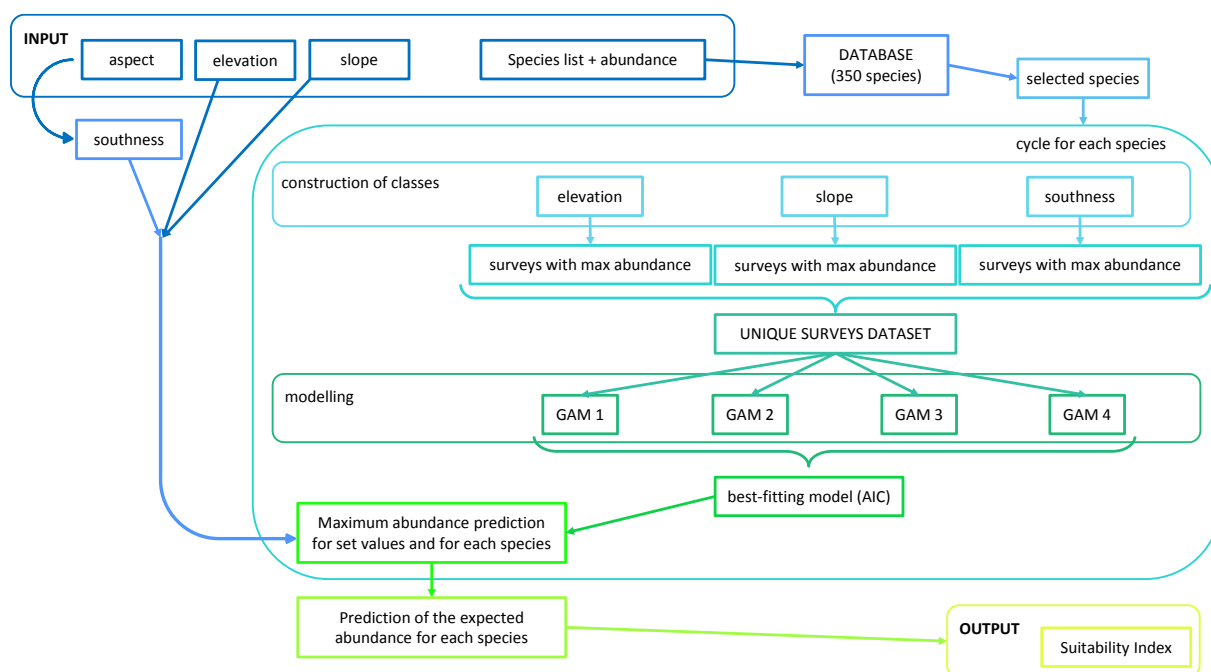 INPUT
aspect
elevation
slope
Species list + abundance
DATABASE
(350 species)
selected species
southness
cycle for each species
construction of classes
elevation
slope
southness
surveys with max abundance
surveys with max abundance
surveys with max abundance
UNIQUE SURVEYS DATASET
modelling
GAM 1
GAM 2
GAM 3
GAM 4
best-fitting model (AIC)
Maximum abundance prediction
for set values and for each species
Prediction of the expected
abundance for each species
OUTPUT
Suitability Index